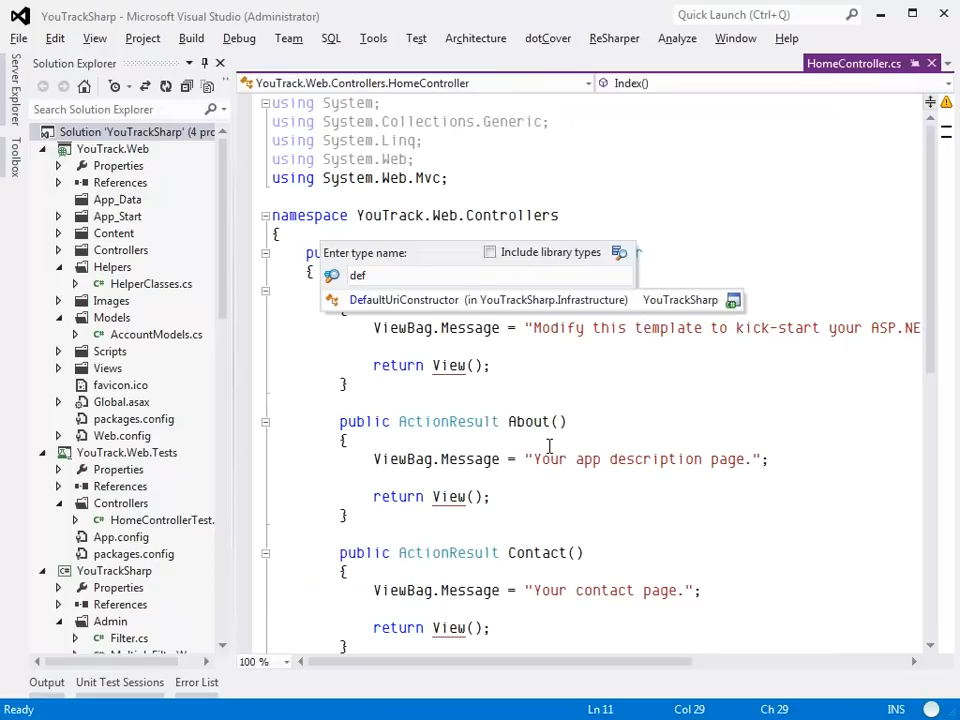 YouTrackSharp - Microsoft Visual Studio (Administrator)
Quick Launch (Ctrl+Q)
File Edit View Project Build Debug Team SQL Tools Test Architecture dotCover ReSharper Analyze Window Help
Server Explorer
Toolbox
Solution Explorer
Search Solution Explorer
Solution 'YouTrackSharp' (4 pro
YouTrack.Web
Properties
References
App_Data
App_Start
Content
Controllers
Helpers
HelperClasses.cs
Images
Models
AccountModels.cs
Scripts
Views
favicon.ico
Global.asax
packages.config
Web.config
YouTrack.Web.Tests
Properties
References
Controllers
HomeControllerTest.
App.config
packages.config
YouTrackSharp
Properties
References
Admin
Filter.cs
HomeController.cs
YouTrack.Web.Controllers.HomeController
Index()
using System;
using System.Collections.Generic;
using System.Linq;
using System.Web;
using System.Web.Mvc;
namespace YouTrack.Web.Controllers
{
pu
{
Enter type name:
Include library types
def
DefaultUriConstructor (in YouTrackSharp.Infrastructure) YouTrackSharp
ViewBag.Message = "Modify this template to kick-start your ASP.NE
return View();
}
public ActionResult About()
{
ViewBag.Message = "Your app description page.";
return View();
}
public ActionResult Contact()
{
ViewBag.Message = "Your contact page.";
return View();
}
100 %
Output Unit Test Sessions Error List
Ready
Ln 11 Col 29 Ch 29 INS